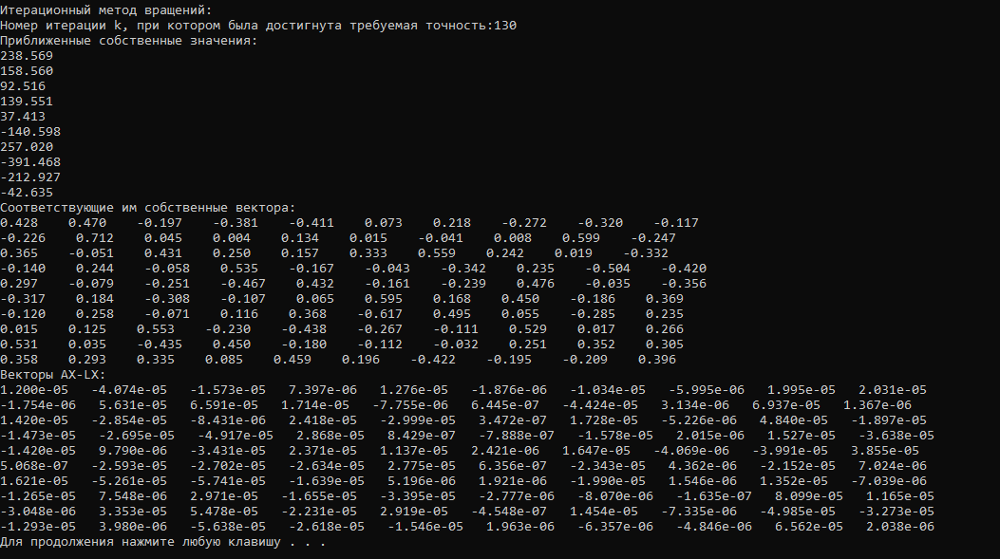 Итерационный метод вращений:
Номер итерации k, при котором была достигнута требуемая точность:130
Приближенные собственные значения:
238.569
158.560
92.516
139.551
37.413
-140.598
257.020
-391.468
-212.927
-42.635
Соответствующие им собственные вектора:
0.428 0.470 -0.197 -0.381 -0.411 0.073 0.218 -0.272 -0.320 -0.117
-0.226 0.712 0.045 0.004 0.134 0.015 -0.041 0.008 0.599 -0.247
0.365 -0.051 0.431 0.250 0.157 0.333 0.559 0.242 0.019 -0.332
-0.140 0.244 -0.058 0.535 -0.167 -0.043 -0.342 0.235 -0.504 -0.420
0.297 -0.079 -0.251 -0.467 0.432 -0.161 -0.239 0.476 -0.035 -0.356
-0.317 0.184 -0.308 -0.107 0.065 0.595 0.168 0.450 -0.186 0.369
-0.120 0.258 -0.071 0.116 0.368 -0.617 0.495 0.055 -0.285 0.235
0.015 0.125 0.553 -0.230 -0.438 -0.267 -0.111 0.529 0.017 0.266
0.531 0.035 -0.435 0.450 -0.180 -0.112 -0.032 0.251 0.352 0.305
0.358 0.293 0.335 0.085 0.459 0.196 -0.422 -0.195 -0.209 0.396
Векторы AX-LX:
1.200e-05 -4.074e-05 -1.573e-05 7.397e-06 1.276e-05 -1.876e-06 -1.034e-05 -5.995e-06 1.995e-05 2.031e-05
-1.754e-06 5.631e-05 6.591e-05 1.714e-05 -7.755e-06 6.445e-07 -4.424e-05 3.134e-06 6.937e-05 1.367e-06
1.420e-05 -2.854e-05 -8.431e-06 2.418e-05 -2.999e-05 3.472e-07 1.728e-05 -5.226e-06 4.840e-05 -1.897e-05
-1.473e-05 -2.695e-05 -4.917e-05 2.868e-05 8.429e-07 -7.888e-07 -1.578e-05 2.015e-06 1.527e-05 -3.638e-05
-1.420e-05 9.790e-06 -3.431e-05 2.371e-05 1.137e-05 2.421e-06 1.647e-05 -4.069e-06 -3.991e-05 3.855e-05
5.068e-07 -2.593e-05 -2.702e-05 -2.634e-05 2.775e-05 6.356e-07 -2.343e-05 4.362e-06 -2.152e-05 7.024e-06
1.621e-05 -5.261e-05 -5.741e-05 -1.639e-05 5.196e-06 1.921e-06 -1.990e-05 1.546e-06 1.352e-05 -7.039e-06
-1.265e-05 7.548e-06 2.971e-05 -1.655e-05 -3.395e-05 -2.777e-06 -8.070e-06 -1.635e-07 8.099e-05 1.165e-05
-3.048e-06 3.353e-05 5.478e-05 -2.231e-05 2.919e-05 -4.548e-07 1.454e-05 -7.335e-06 -4.985e-05 -3.273e-05
-1.293e-05 3.980e-06 -5.638e-05 -2.618e-05 -1.546e-05 1.963e-06 -6.357e-06 -4.846e-06 6.562e-05 2.038e-06
Для продолжения нажмите любую клавишу . . .